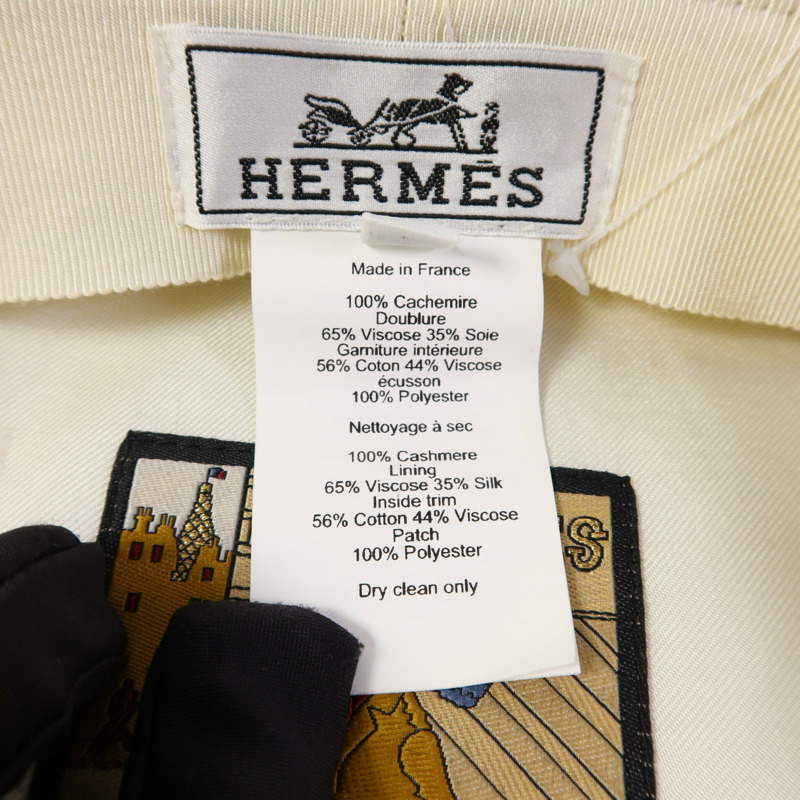 HERMĒS
Made in France
100% Cachemire
Doublure
65% Viscose 35% Soie
Garniture intérieure
56% Coton 44% Viscose
écusson
100% Polyester
Nettoyage à sec
100% Cashmere
Lining
65% Viscose 35% Silk
Inside trim
56% Cotton 44% Viscose
Patch
100% Polyester
Dry clean only